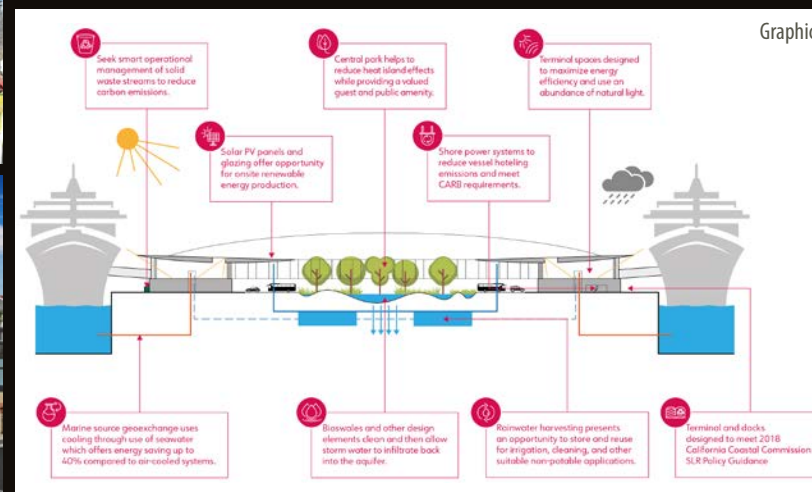 Graphic
Seek smart operational
management of solid
waste streams to reduce
carbon emissions.
Central park helps to
reduce heat island effects
while providing a valued
guest and public amenity.
Terminal spaces designed
to maximize energy
efficiency and use an
abundance of natural light.
Solar PV panels and
glazing offer opportunity
for onsite renewable
energy production.
Shore power systems to
reduce vessel hoteling
emissions and meet
CARB requirements.
Marine source geoexchange uses
cooling through use of seawater
which offers energy saving up to
40% compared to air-cooled systems.
Bioswales and other design
elements clean and then allow
storm water to infiltrate back
into the aquifer.
Rainwater harvesting presents
an opportunity to store and reuse
for irrigation, cleaning, and other
suitable non-potable applications.
Terminal and docks
designed to meet 2018
California Coastal Commission
SLR Policy Guidance